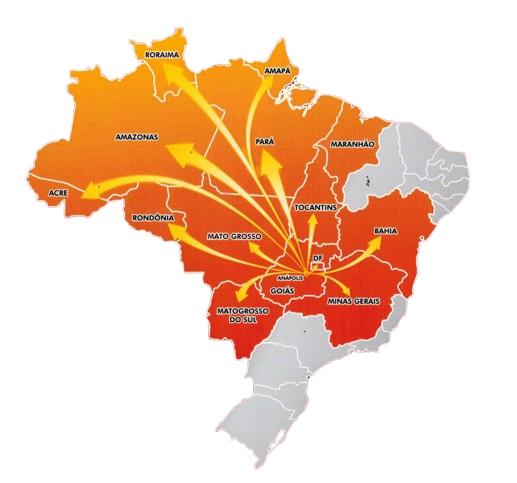 RORAIMA
AMAPÁ
AMAZONAS
PARÁ
MARANHÃO
ACRE
TOCANTINS
RONDÔNIA
MATO GROSSO
BAHIA
DF
ANÁPOLIS
GOIÁS
MINAS GERAIS
MATOGROSSO
DO SUL